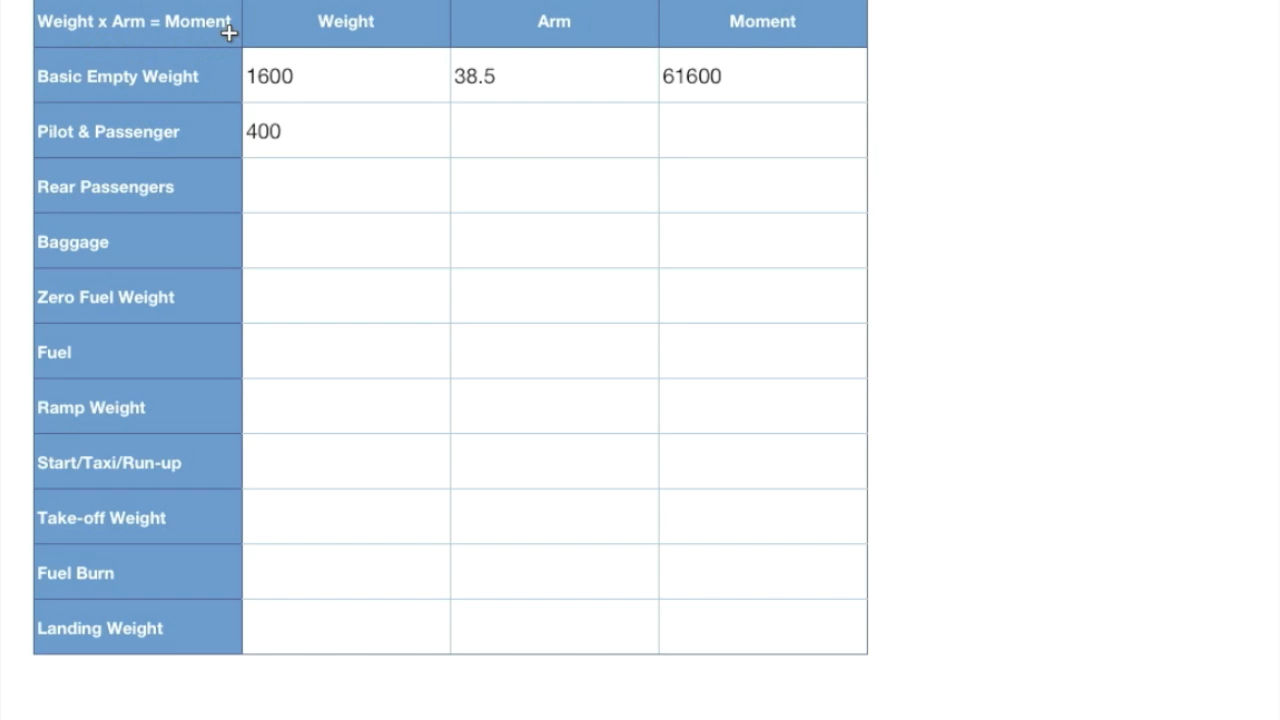 Weight x Arm = Moment Weight Arm Moment
Basic Empty Weight 1600 38.5 61600
Pilot & Passenger 400
Rear Passengers
Baggage
Zero Fuel Weight
Fuel
Ramp Weight
Start/Taxi/Run-up
Take-off Weight
Fuel Burn
Landing Weight